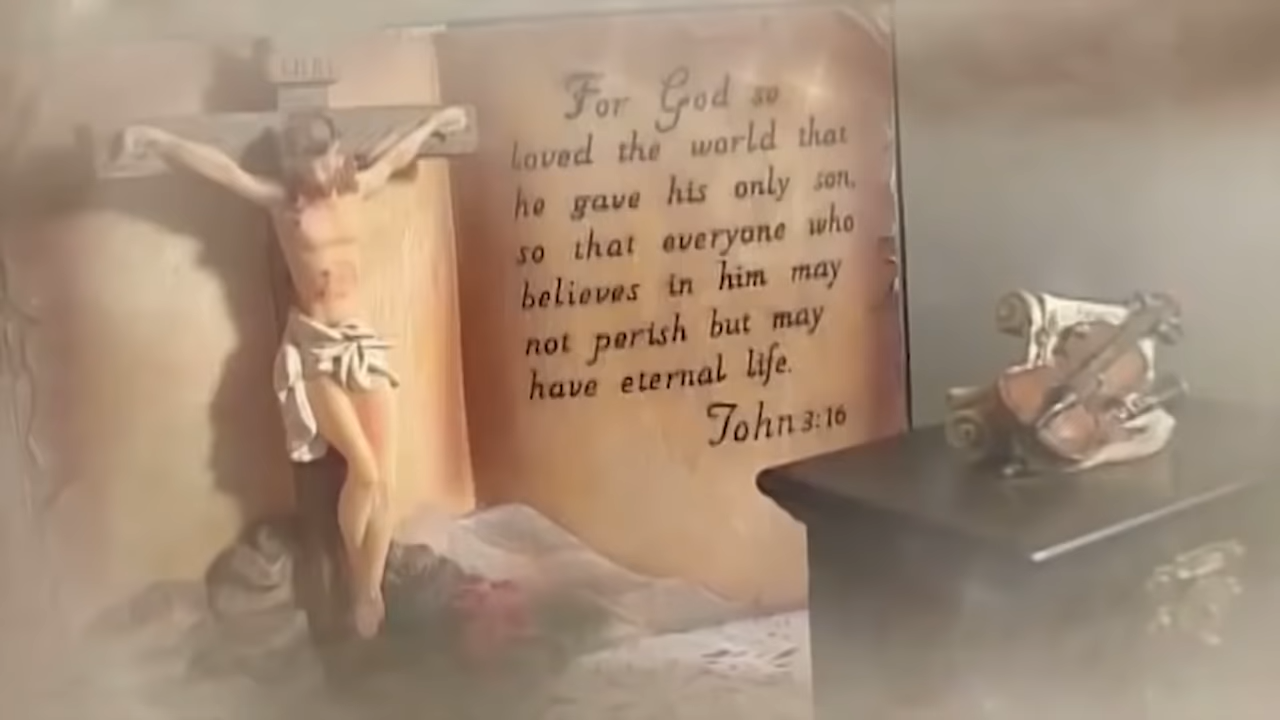 For God so
loved the world that
he gave his only son,
so that everyone who
believes in him may
not perish but may
have eternal life.
John 3:16